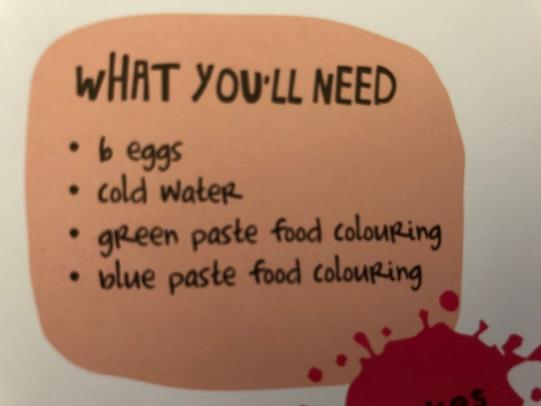 WHAT YOU'LL NEED
• 6 eggs
• cold water
• green paste food colouring
• blue paste food colouring